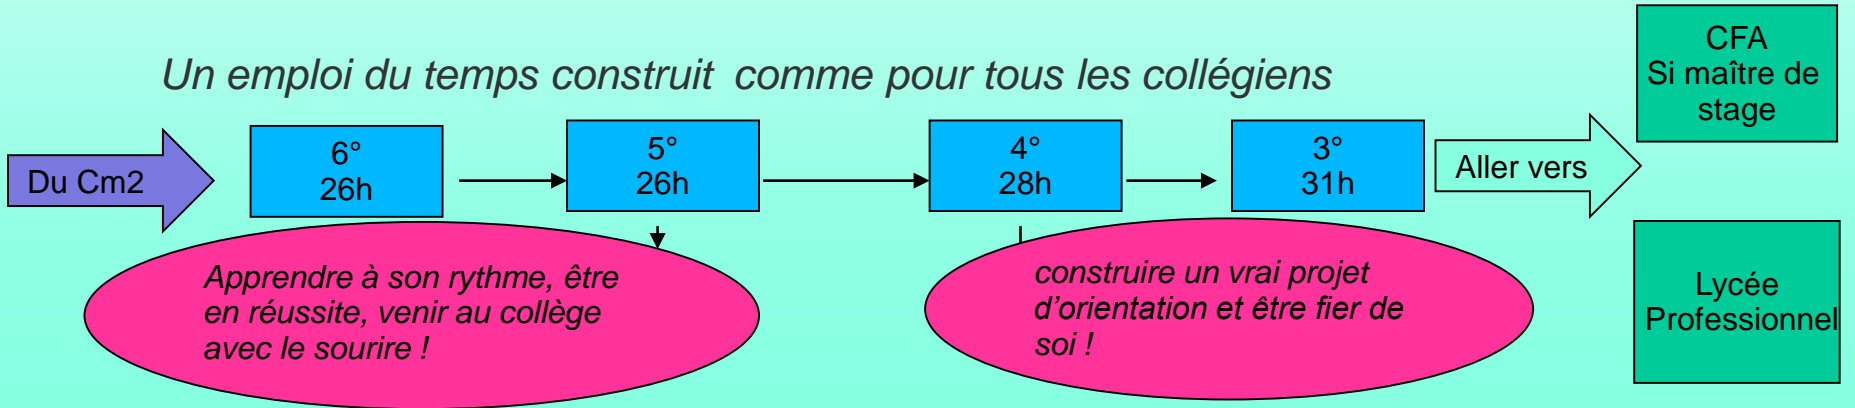 Un emploi du temps construit comme pour tous les collégiens
Du Cm2
6°
26h
5°
26h
4°
28h
3°
31h
Aller vers
CFA
Si maître de
stage
Lycée
Professionnel
Apprendre à son rythme, être
en réussite, venir au collège
avec le sourire !
construire un vrai projet
d'orientation et être fier de
soi !